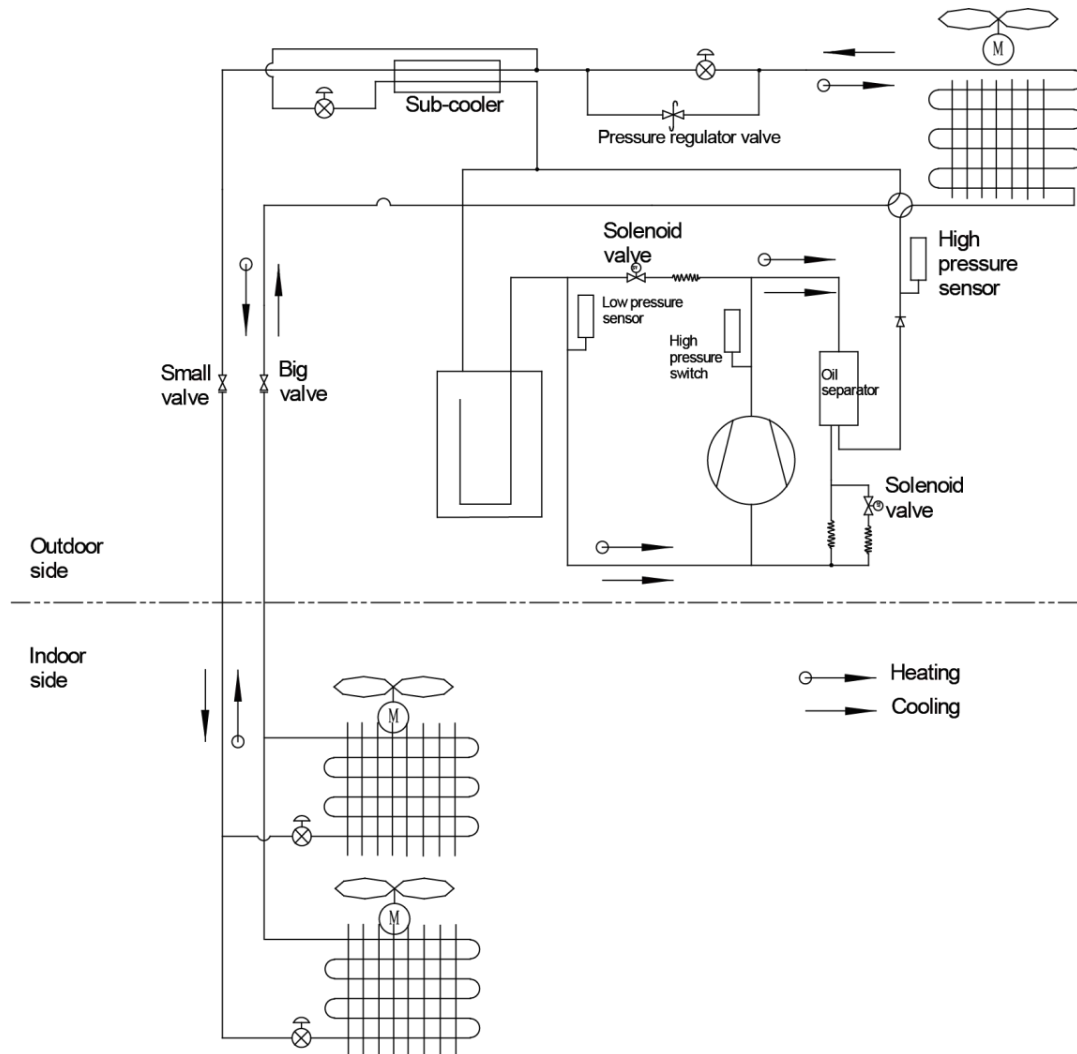 M
Sub-cooler
Pressure regulator valve
Solenoid
valve
High
pressure
sensor
Low pressure
sensor
High
pressure
switch
Small
valve
Big
valve
Oil
separator
Solenoid
valve
Outdoor
side
Indoor
side
Heating
Cooling
M
M